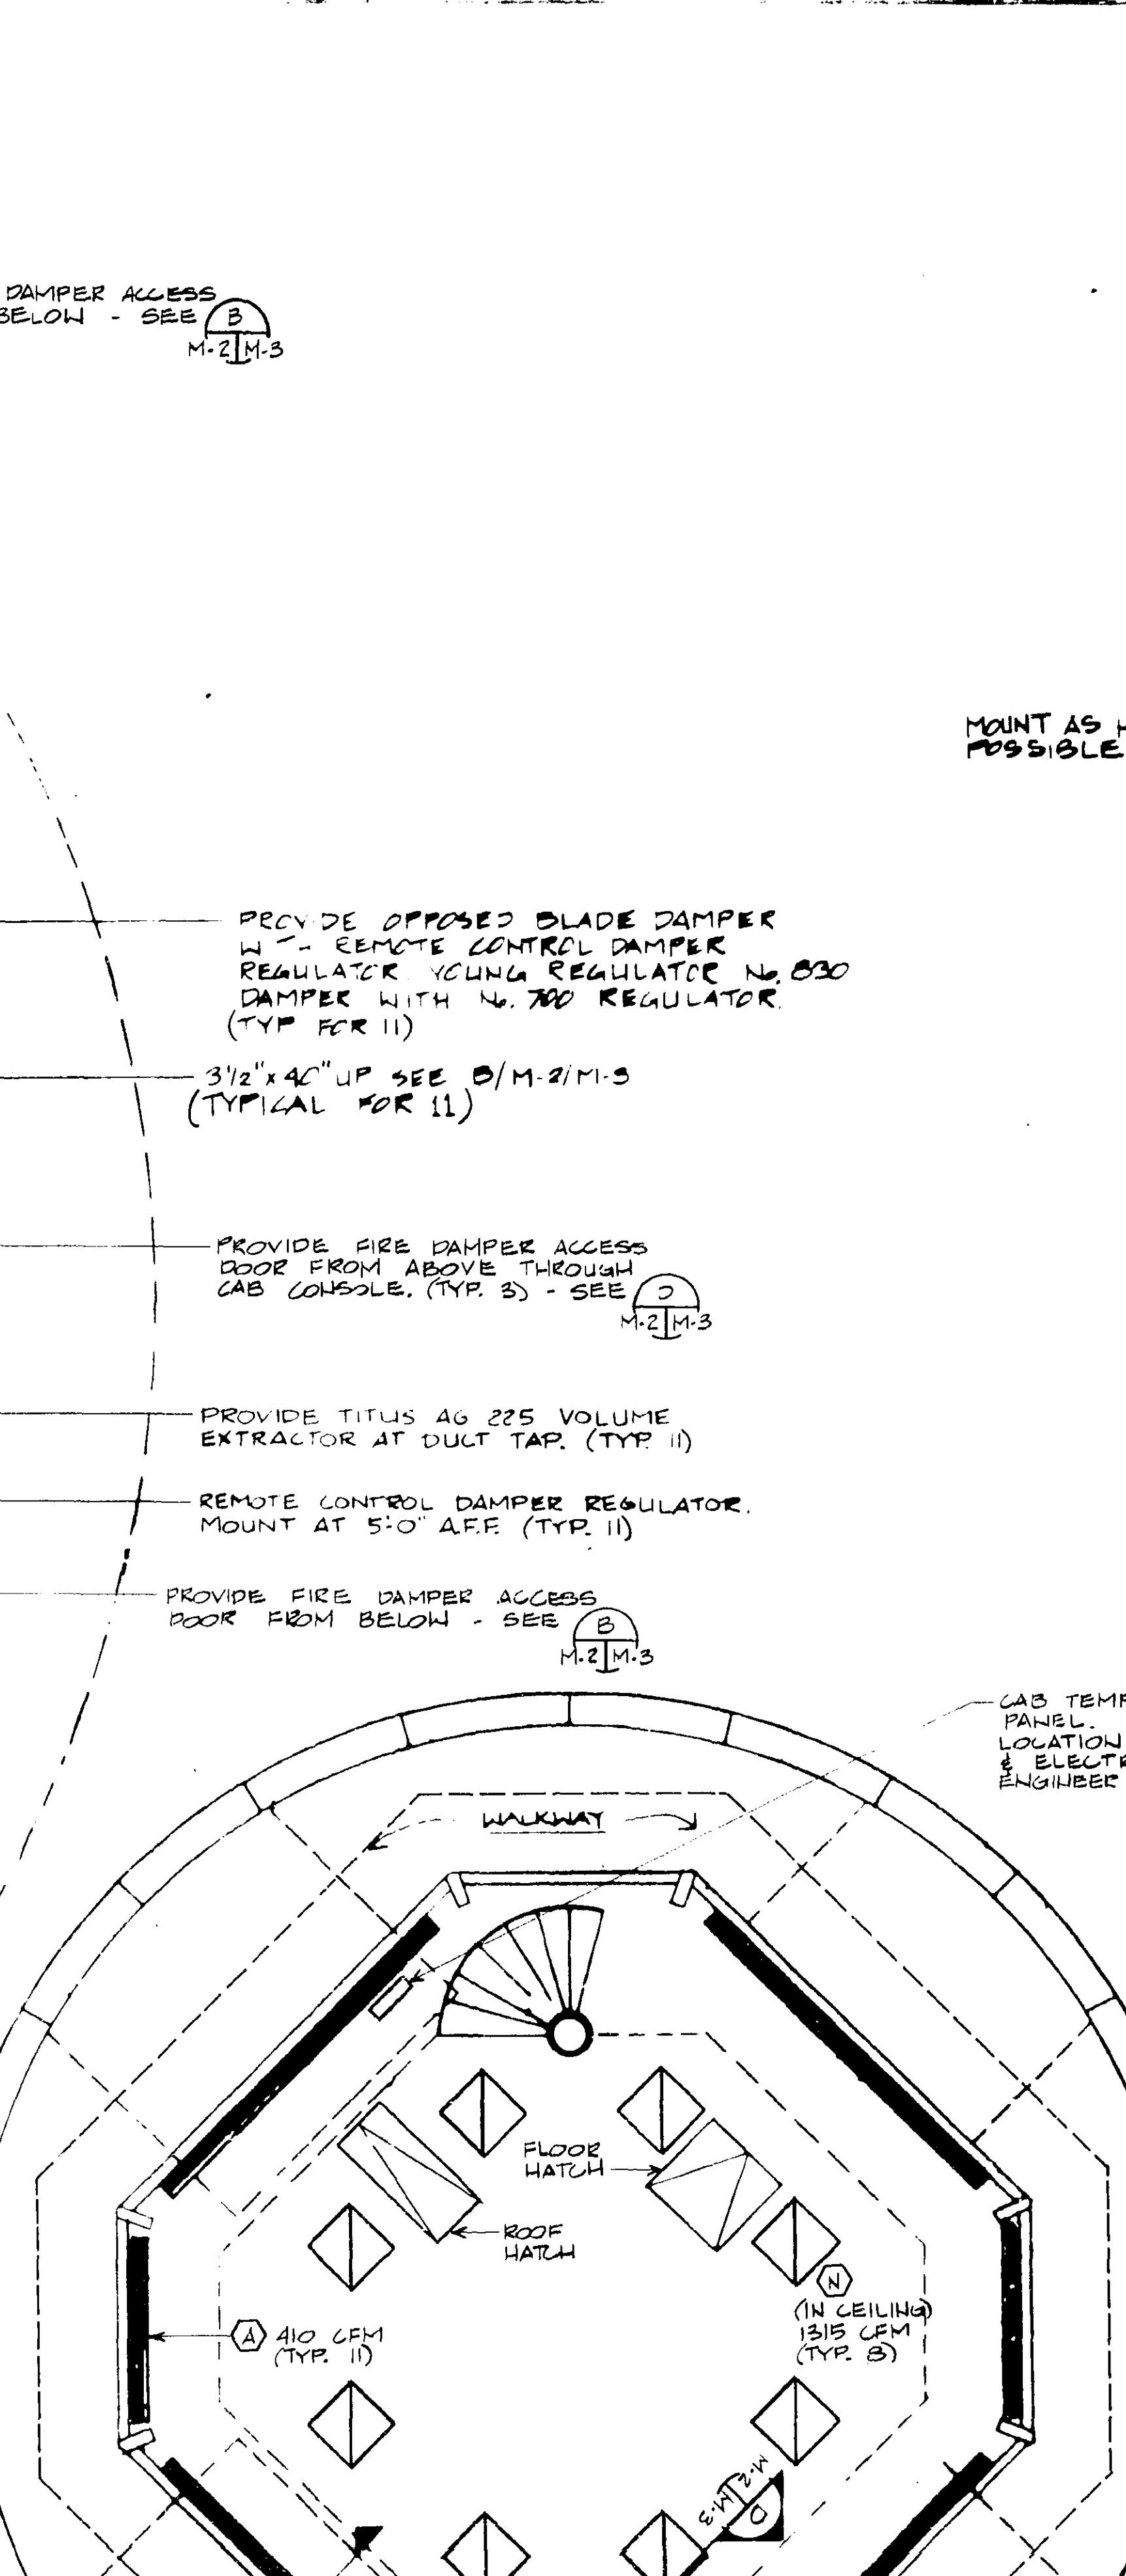 DAMPER ACCESS
BELOW - SEE B
M-2 M-3
MOUNT AS
POSSIBLE
PROVIDE OPPOSED BLADE DAMPER
REMOTE CONTROL DAMPER
REGULATOR YOUNG REGULATOR No. 830
DAMPER WITH No. 700 REGULATOR.
(TYP FOR 11)
3 1/2" x 40" UP SEE B/M-2/M-3
(TYPICAL FOR 11)
PROVIDE FIRE DAMPER ACCESS
DOOR FROM ABOVE THROUGH
CAB CONSOLE. (TYP. 3) - SEE
M-2 M-3
PROVIDE TITUS AG 225 VOLUME
EXTRACTOR AT DUCT TAP. (TYP. 11)
REMOTE CONTROL DAMPER REGULATOR.
MOUNT AT 5'-0" A.F.F. (TYP. 11)
PROVIDE FIRE DAMPER ACCESS
DOOR FROM BELOW - SEE B
M-2 M-3
CAB TEMP
PANEL.
LOCATION
& ELECTR
ENGINEER
WALKWAY
FLOOR
HATCH
ROOF
HATCH
N
(IN CEILING)
1315 CFM
(TYP. 8)
A 410 CFM
(TYP. 11)
M-2
M-3
D